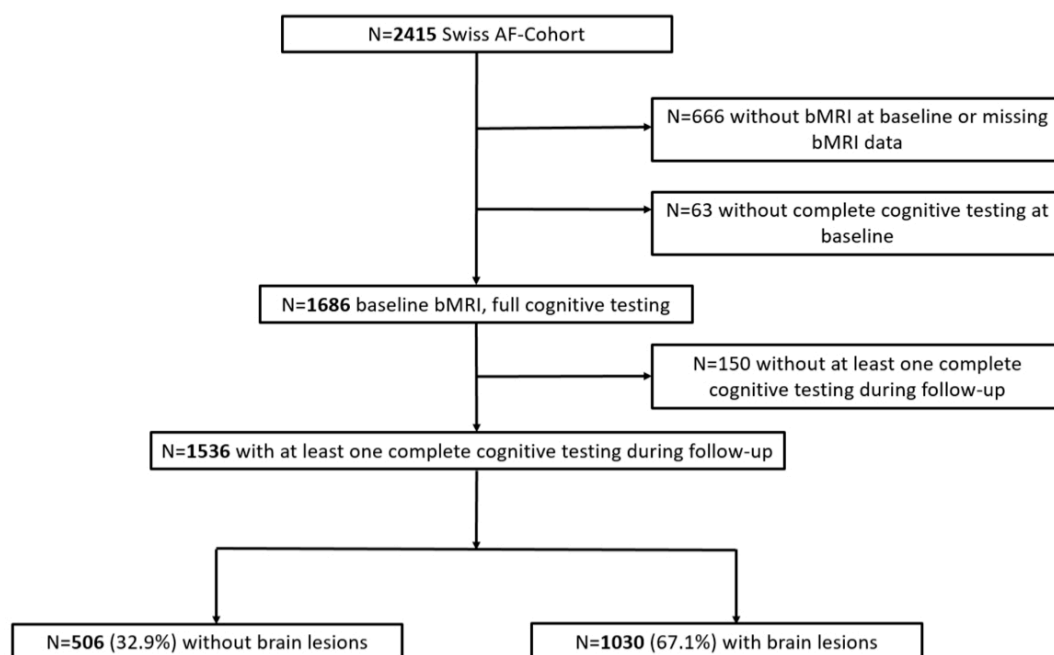 N=2415 Swiss AF-Cohort
N=666 without bMRI at baseline or missing
bMRI data
N=63 without complete cognitive testing at
baseline
N=1686 baseline bMRI, full cognitive testing
N=150 without at least one complete
cognitive testing during follow-up
N=1536 with at least one complete cognitive testing during follow-up
N=506 (32.9%) without brain lesions
N=1030 (67.1%) with brain lesions